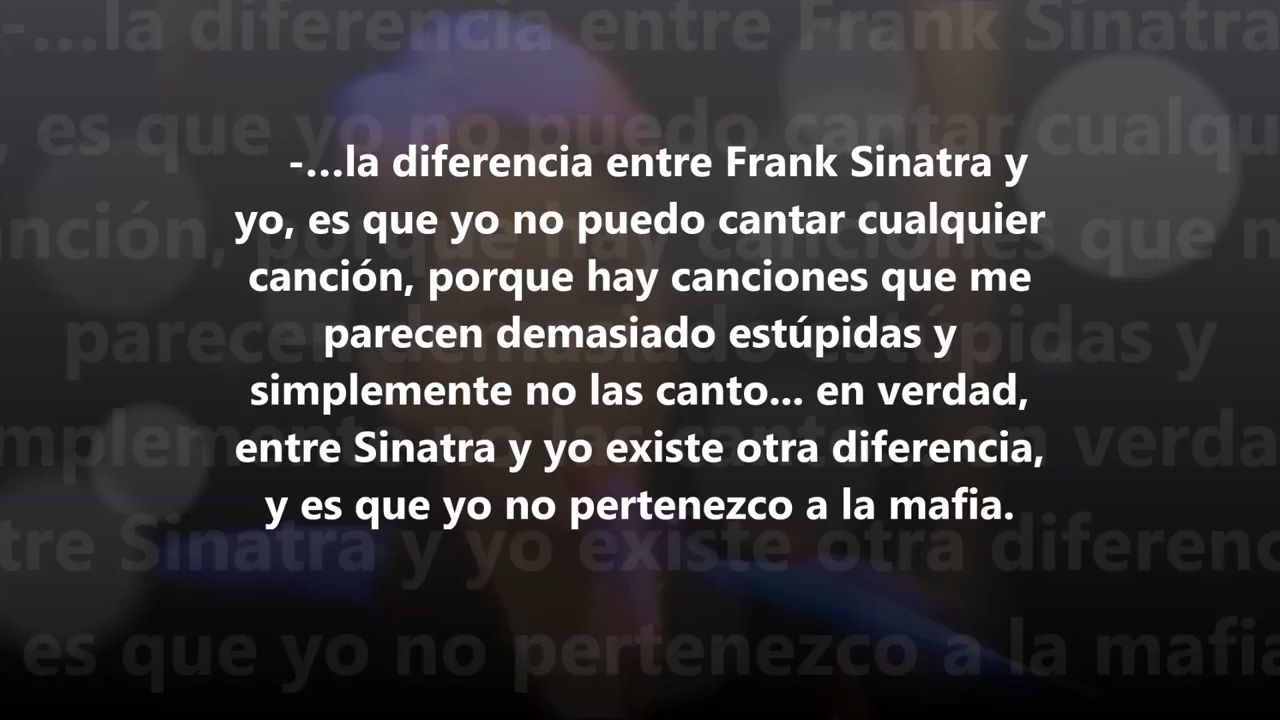 -...la diferencia entre Frank Sinatra y
yo, es que yo no puedo cantar cualquier
canción, porque hay canciones que me
parecen demasiado estúpidas y
simplemente no las canto... en verdad,
entre Sinatra y yo existe otra diferencia,
y es que yo no pertenezco a la mafia.